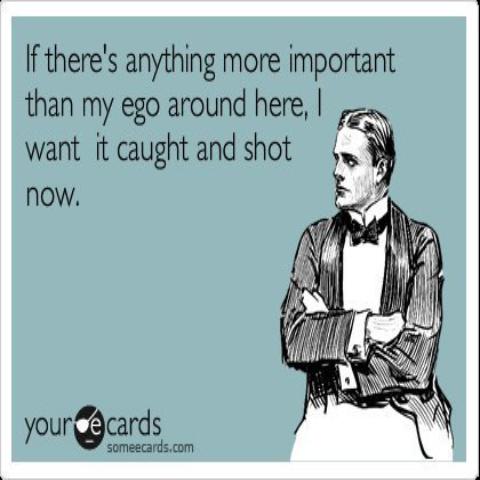 If there's anything more important
than my ego around here, I
want it caught and shot
now.
your e cards
someecards.com